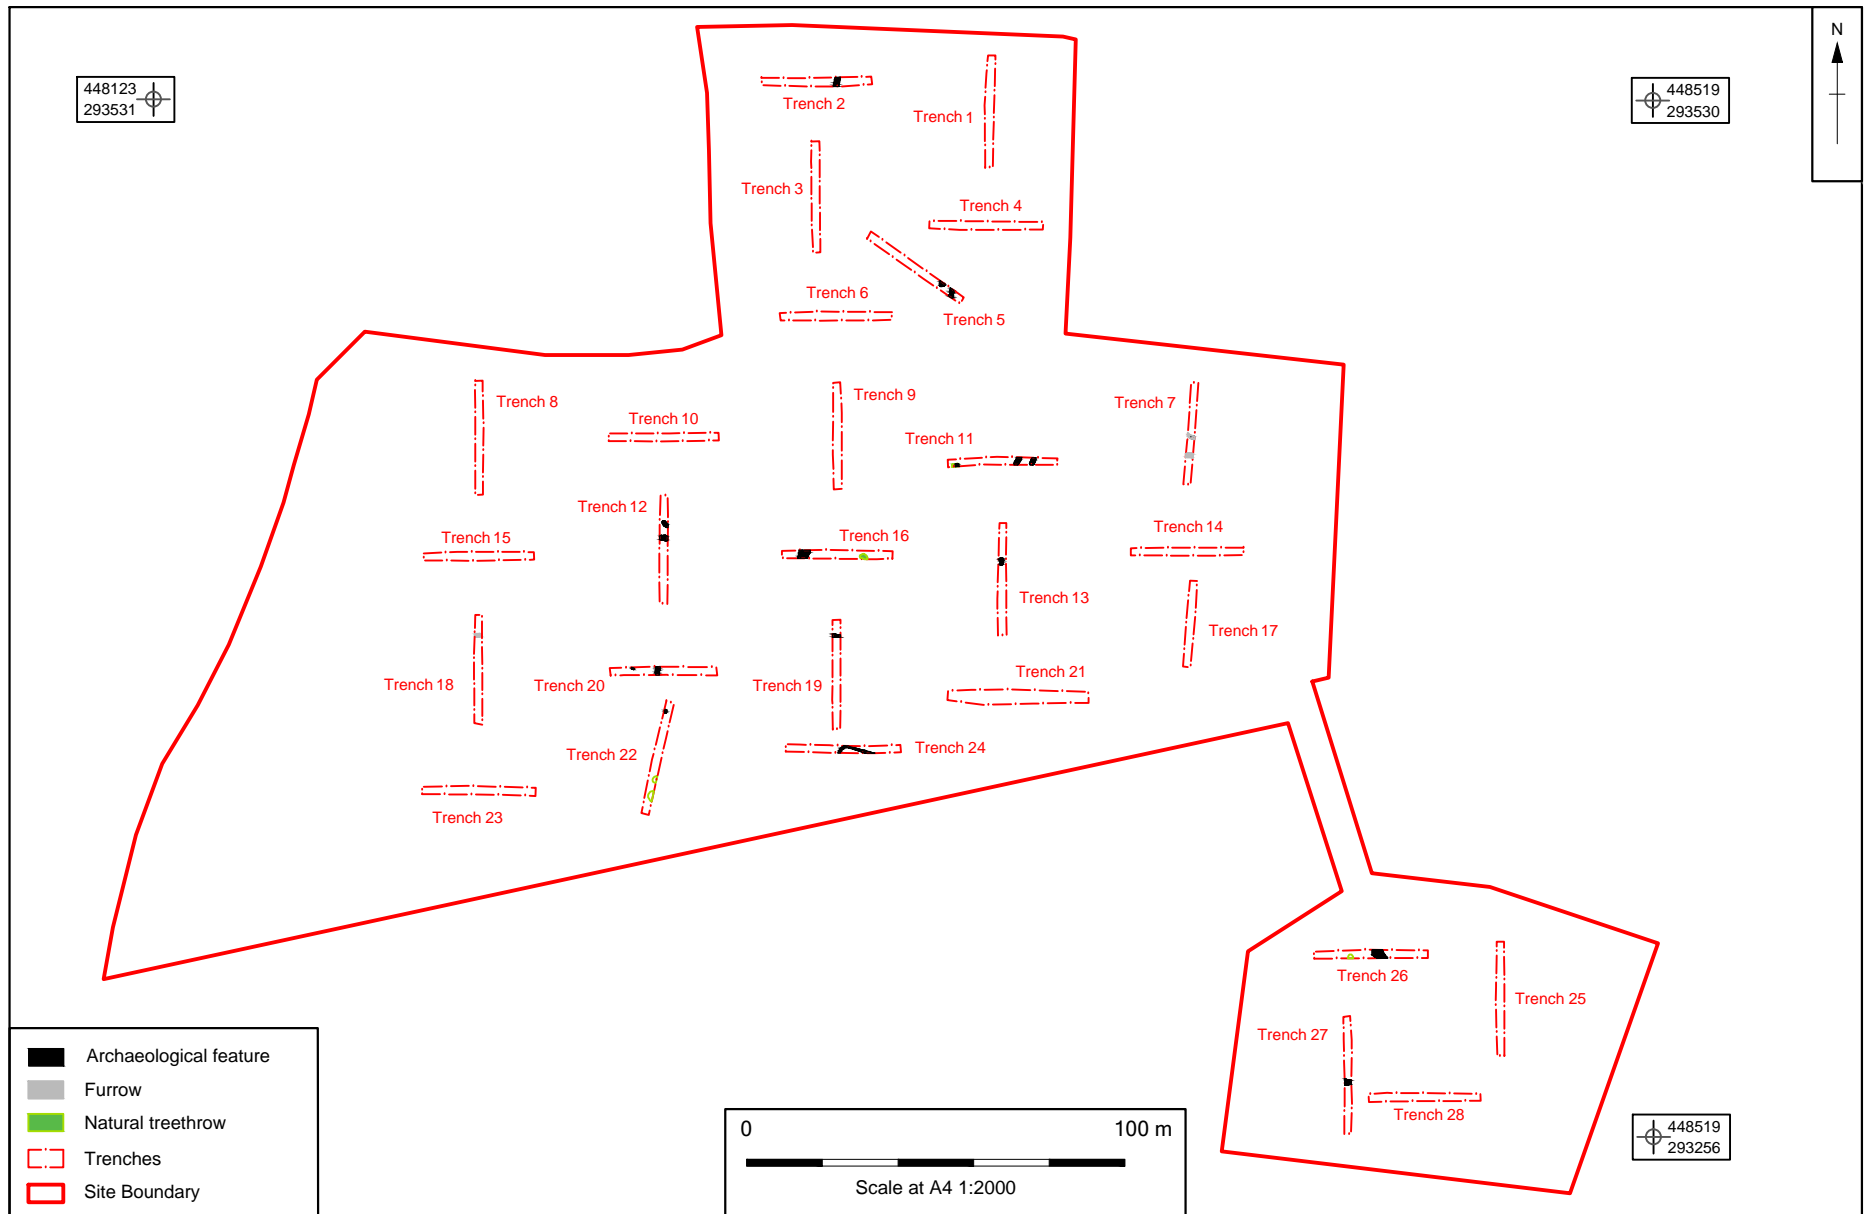 N
448123
293531
448519
293530
Trench 2
Trench 1
Trench 3
Trench 4
Trench 6
Trench 5
Trench 8
Trench 9
Trench 7
Trench 10
Trench 11
Trench 12
Trench 15
Trench 16
Trench 14
Trench 13
Trench 17
Trench 18
Trench 20
Trench 19
Trench 21
Trench 22
Trench 24
Trench 23
Trench 26
Trench 25
Trench 27
Trench 28
448519
293256
Archaeological feature
Furrow
Natural treethrow
Trenches
Site Boundary
0 100 m
Scale at A4 1:2000